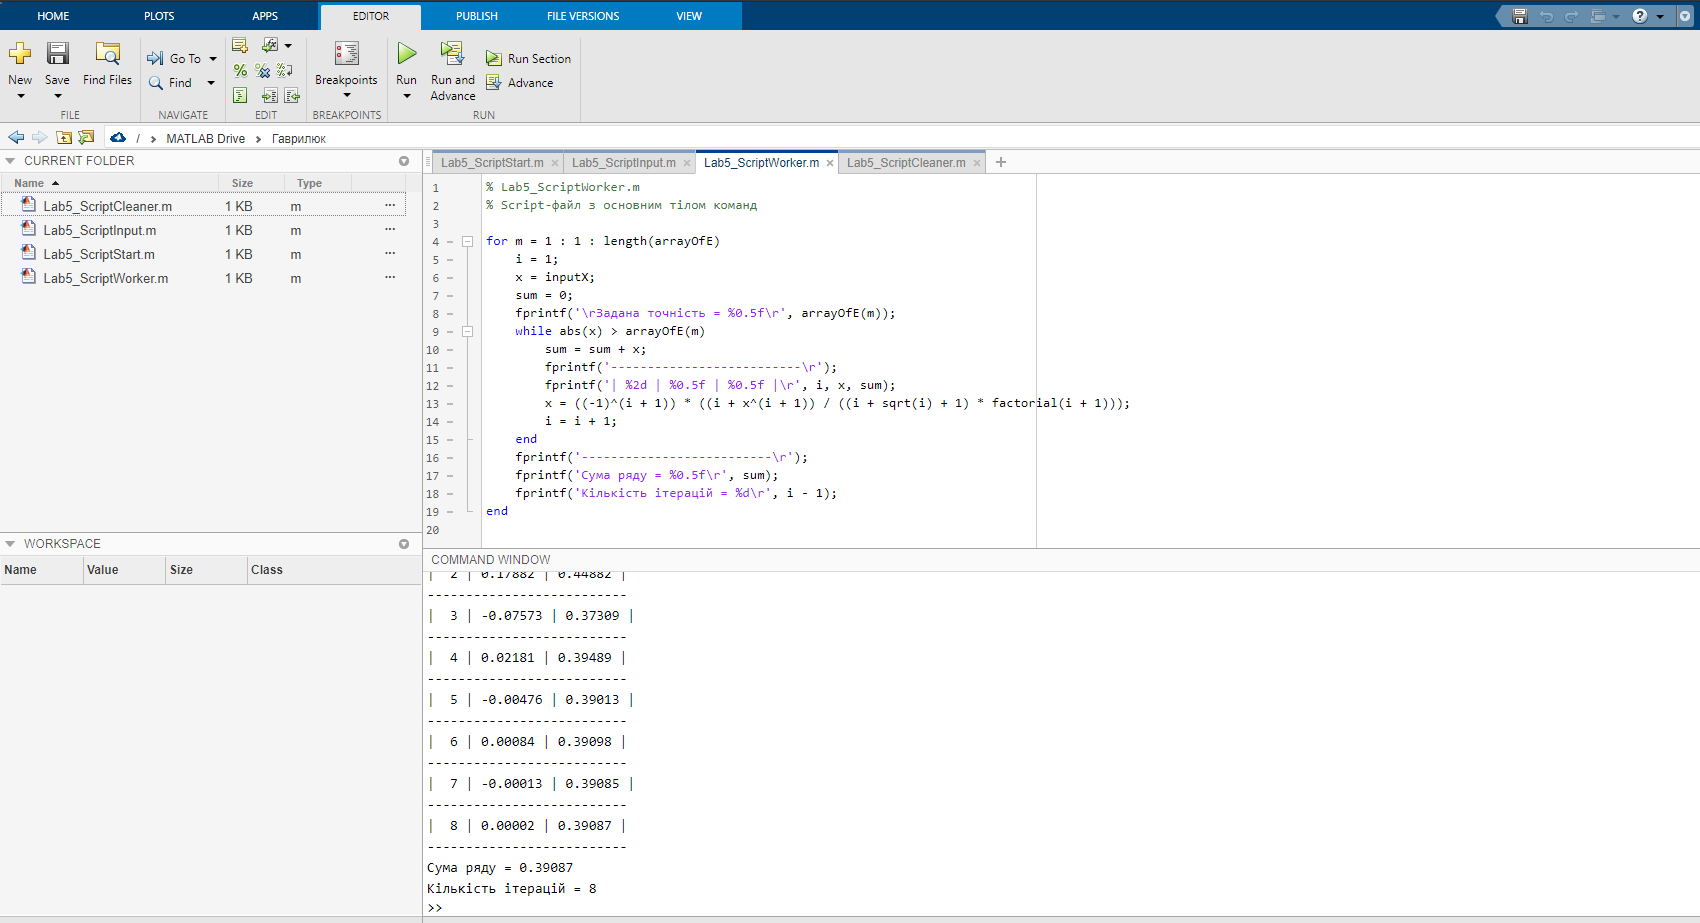 HOME PLOTS APPS EDITOR PUBLISH FILE VERSIONS VIEW
New Save Find Files Go To Find Breakpoints Run Run and Advance Run Section Advance
FILE NAVIGATE EDIT BREAKPOINTS RUN
/ MATLAB Drive Гаврилюк
CURRENT FOLDER
Name Size Type
Lab5_ScriptCleaner.m 1 KB m
Lab5_ScriptInput.m 1 KB m
Lab5_ScriptStart.m 1 KB m
Lab5_ScriptWorker.m 1 KB m
WORKSPACE
Name Value Size Class
Lab5_ScriptStart.m Lab5_ScriptInput.m Lab5_ScriptWorker.m Lab5_ScriptCleaner.m
1 % Lab5_ScriptWorker.m
2 % Script-файл з основним тілом команд
3
4 for m = 1 : 1 : length(arrayOfE)
5 i = 1;
6 x = inputX;
7 sum = 0;
8 fprintf('\rЗадана точність = %0.5f\r', arrayOfE(m));
9 while abs(x) > arrayOfE(m)
10 sum = sum + x;
11 fprintf('--------------------------\r');
12 fprintf('| %2d | %0.5f | %0.5f |\r', i, x, sum);
13 x = ((-1)^(i + 1)) * ((i + x^(i + 1)) / ((i + sqrt(i) + 1) * factorial(i + 1)));
14 i = i + 1;
15 end
16 fprintf('--------------------------\r');
17 fprintf('Сума ряду = %0.5f\r', sum);
18 fprintf('Кількість ітерацій = %d\r', i - 1);
19 end
20
COMMAND WINDOW
| 2 | 0.17882 | 0.44882 |
--------------------------
| 3 | -0.07573 | 0.37309 |
--------------------------
| 4 | 0.02181 | 0.39489 |
--------------------------
| 5 | -0.00476 | 0.39013 |
--------------------------
| 6 | 0.00084 | 0.39098 |
--------------------------
| 7 | -0.00013 | 0.39085 |
--------------------------
| 8 | 0.00002 | 0.39087 |
--------------------------
Сума ряду = 0.39087
Кількість ітерацій = 8
>>